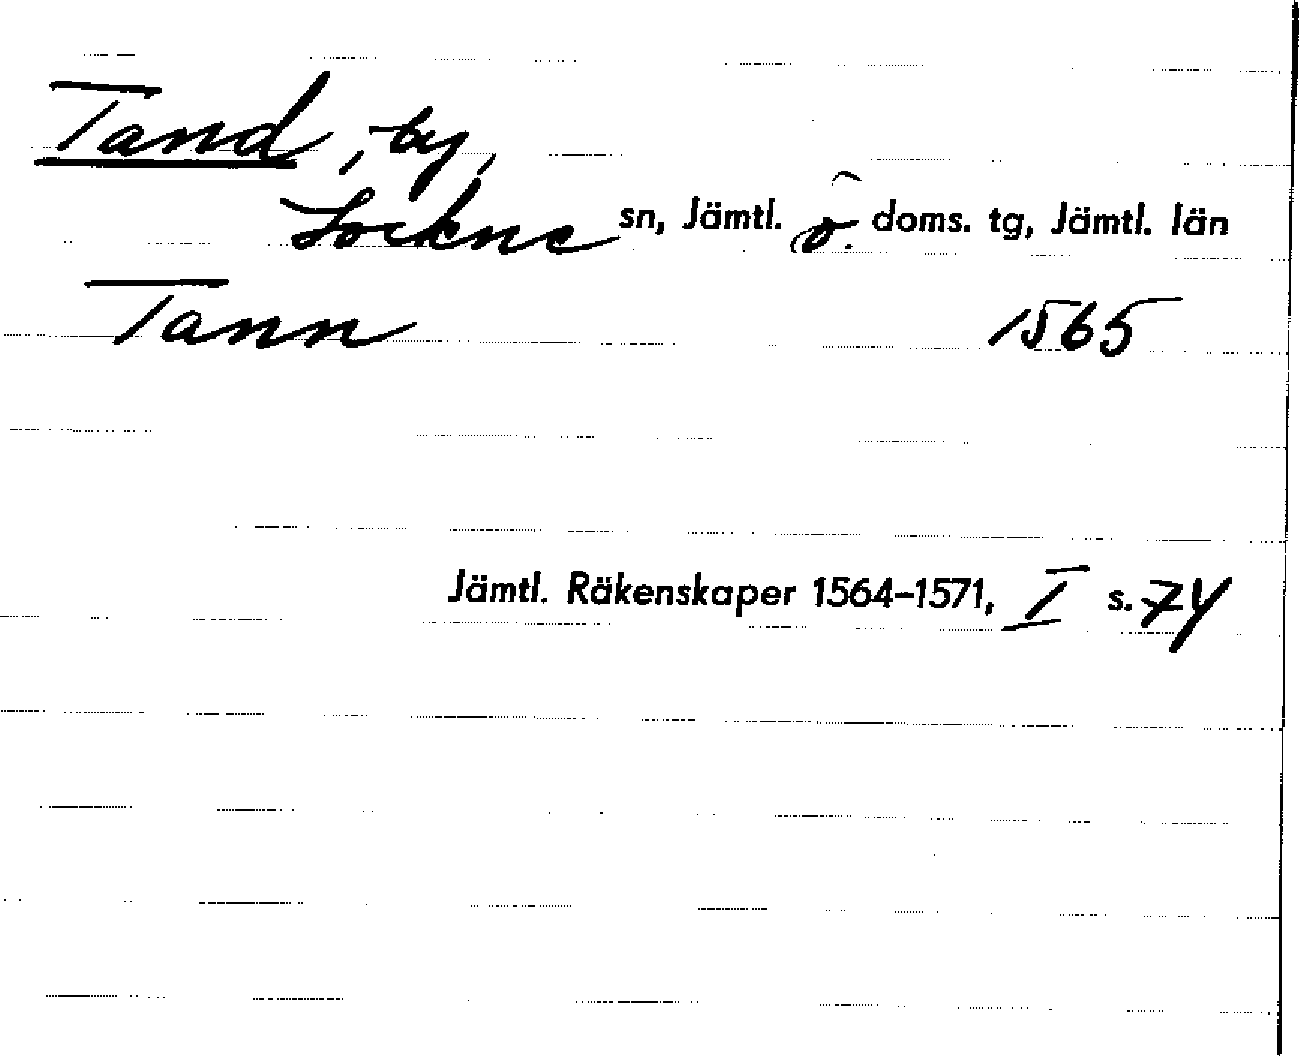 Tand, by,
Lockne sn, Jämtl. ö. doms. tg, Jämtl. län
Tann 1565
Jämtl. Räkenskaper 1564–1571, I s. 74